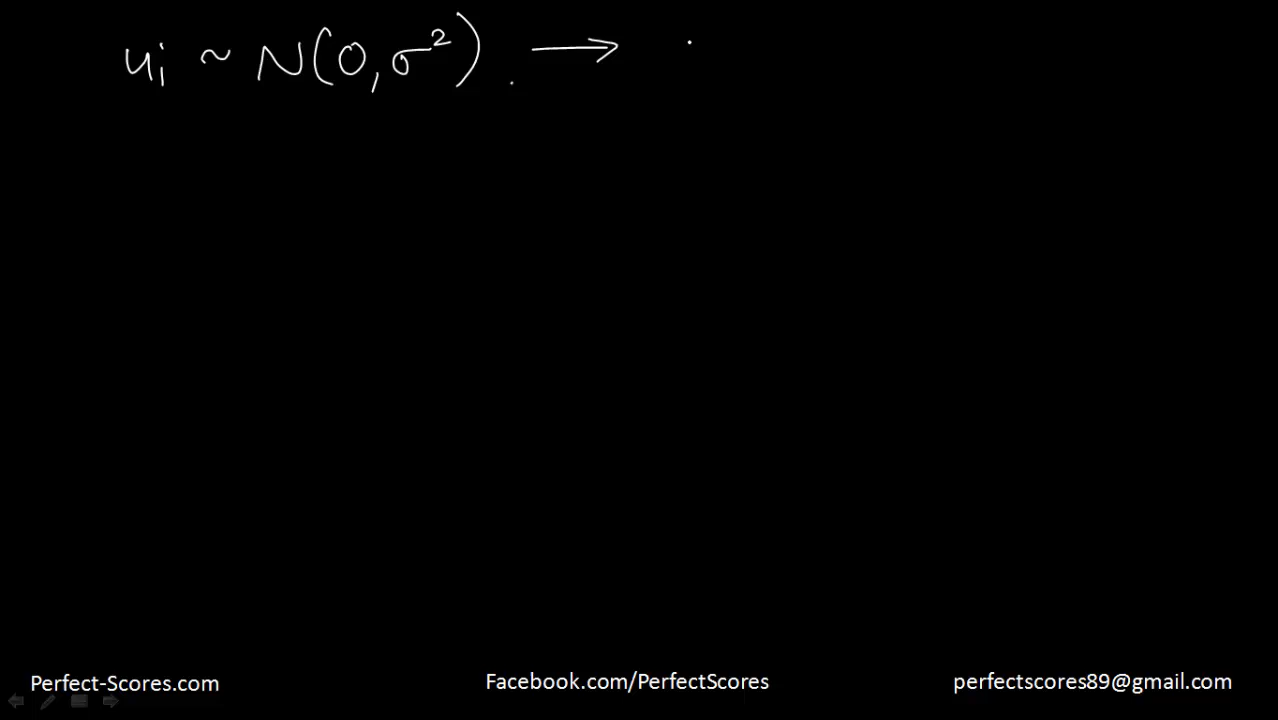 ui ~ N(0, σ²) →
Perfect-Scores.com
Facebook.com/PerfectScores
perfectscores89@gmail.com